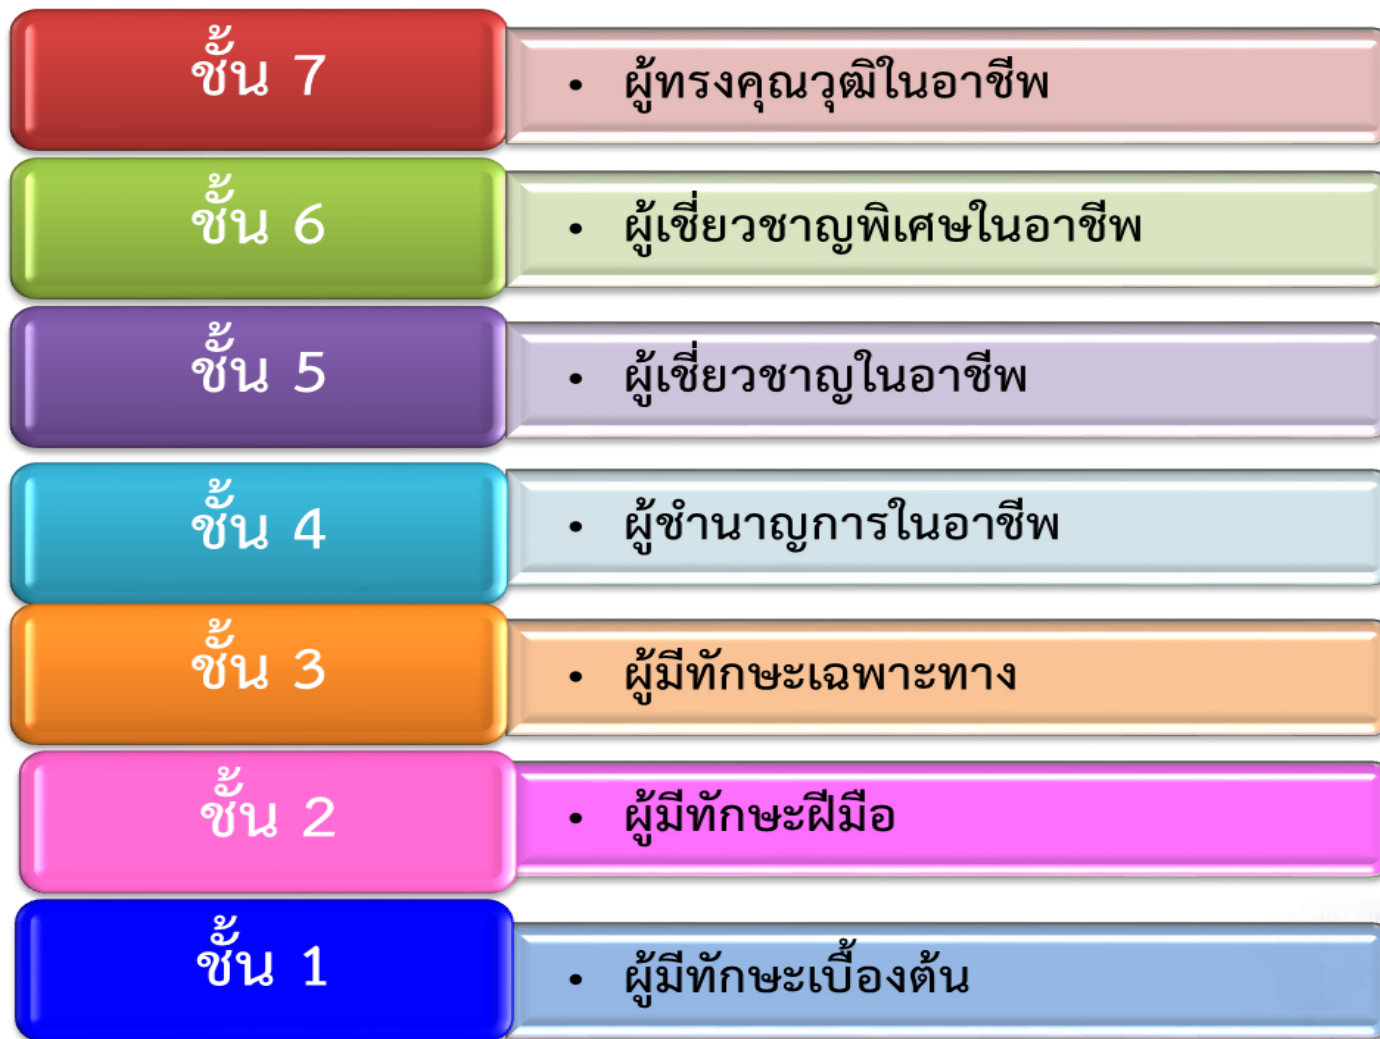 ชั้น 7
• ผู้ทรงคุณวุฒิในอาชีพ
ชั้น 6
• ผู้เชี่ยวชาญพิเศษในอาชีพ
ชั้น 5
• ผู้เชี่ยวชาญในอาชีพ
ชั้น 4
• ผู้ชำนาญการในอาชีพ
ชั้น 3
• ผู้มีทักษะเฉพาะทาง
ชั้น 2
• ผู้มีทักษะฝีมือ
ชั้น 1
• ผู้มีทักษะเบื้องต้น